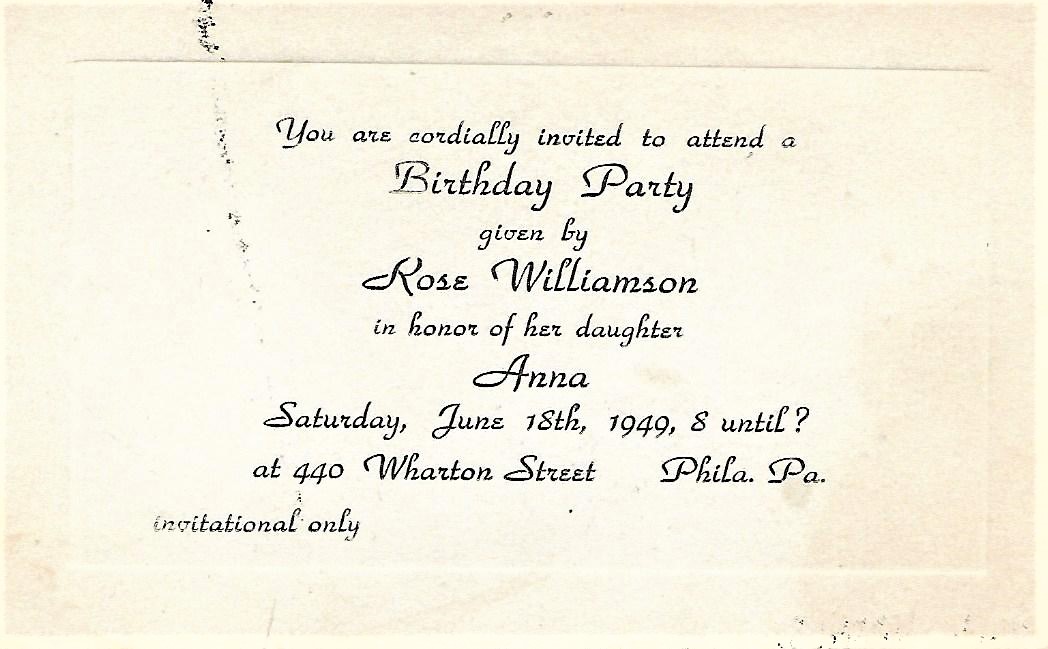 You are cordially invited to attend a
Birthday Party
given by
Rose Williamson
in honor of her daughter
Anna
Saturday, June 18th, 1949, 8 until?
at 440 Wharton Street Phila. Pa.
invitational only